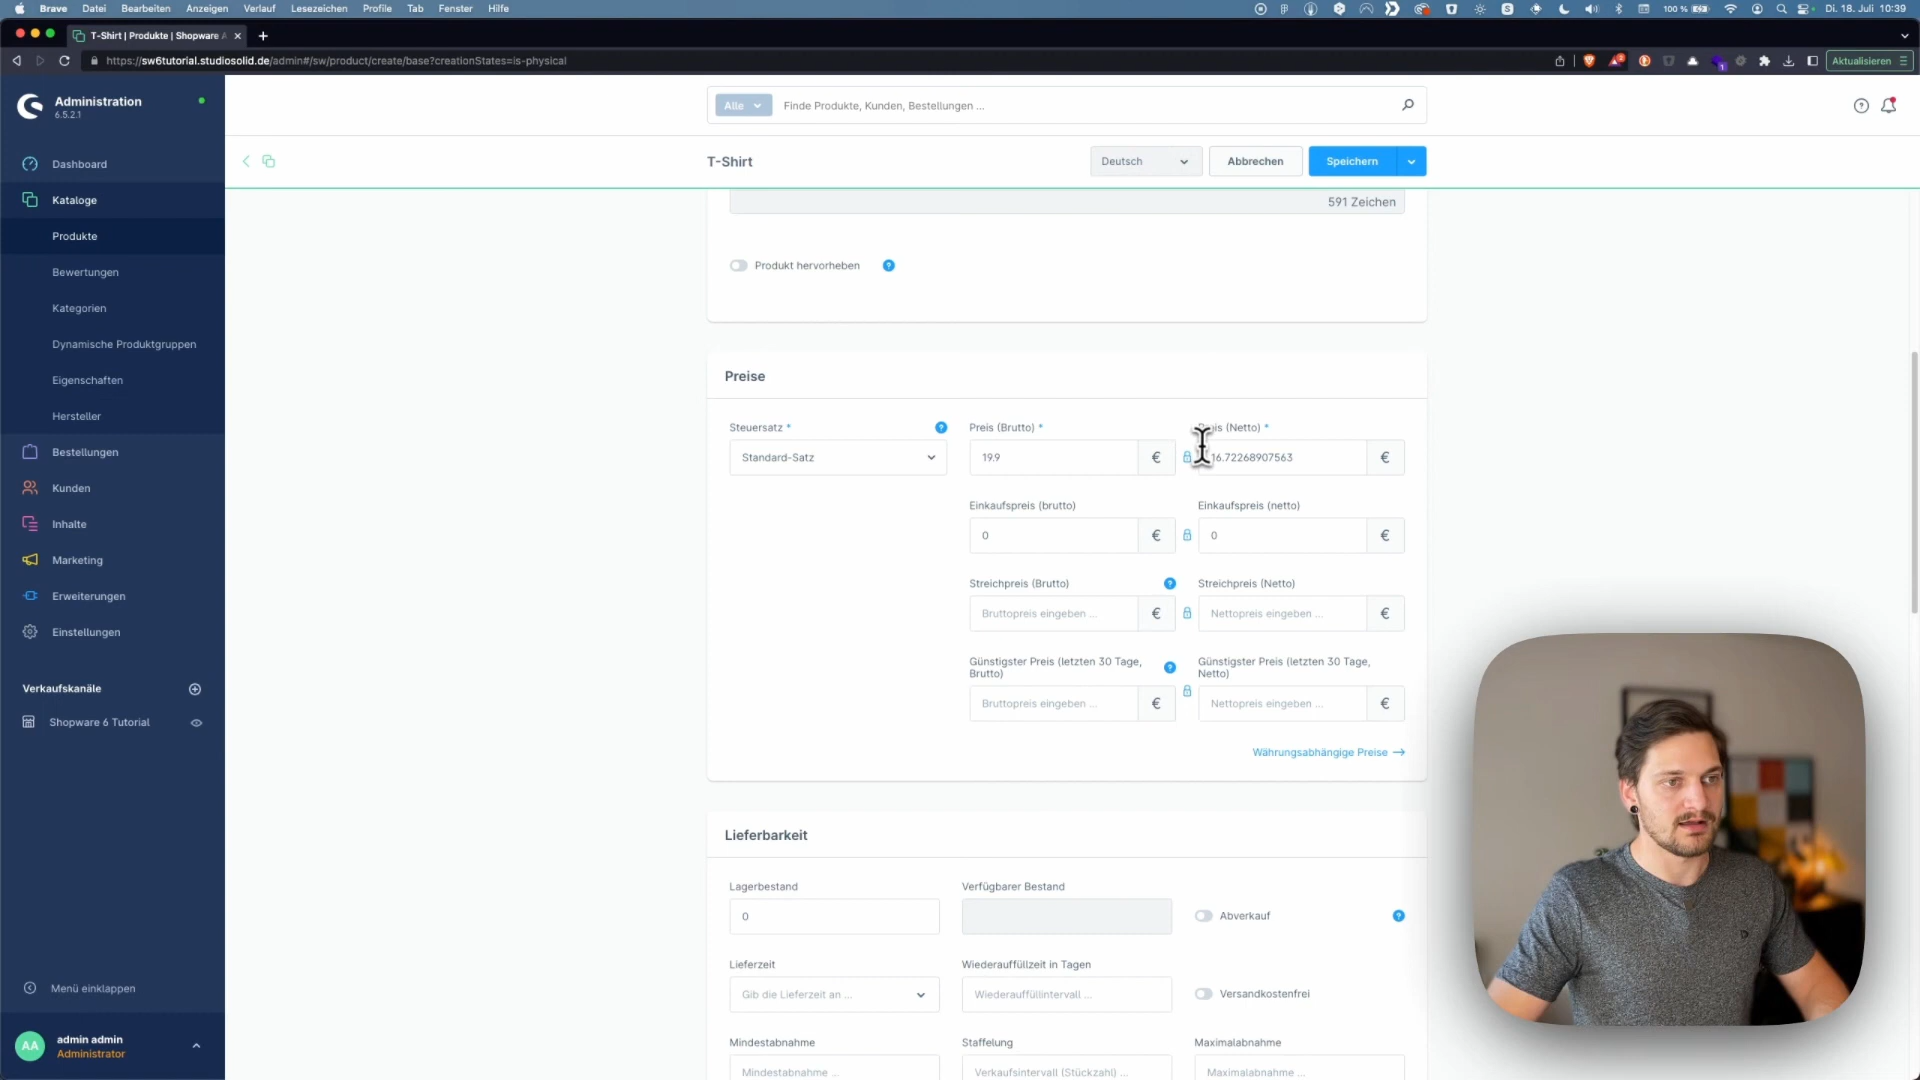 Brave Datei Bearbeiten Anzeigen Verlauf Lesezeichen Profile Tab Fenster Hilfe 100 % Di. 18. Juli 10:39
T-Shirt | Produkte | Shopware A
https://sw6tutorial.studiosolid.de/admin#/sw/product/create/base?creationStates=is-physical Aktualisieren
Administration
6.5.2.1
Alle Finde Produkte, Kunden, Bestellungen ...
T-Shirt Deutsch Abbrechen Speichern
Dashboard
Kataloge
Produkte
Bewertungen
Kategorien
Dynamische Produktgruppen
Eigenschaften
Hersteller
Bestellungen
Kunden
Inhalte
Marketing
Erweiterungen
Einstellungen
Verkaufskanäle
Shopware 6 Tutorial
Menü einklappen
AA admin admin
Administrator
591 Zeichen
Produkt hervorheben
Preise
Steuersatz * Preis (Brutto) * (Netto) *
Standard-Satz 19.9 € 16.72268907563 €
Einkaufspreis (brutto) Einkaufspreis (netto)
0 € 0 €
Streichpreis (Brutto) Streichpreis (Netto)
Bruttopreis eingeben ... € Nettopreis eingeben ... €
Günstigster Preis (letzten 30 Tage, Günstigster Preis (letzten 30 Tage,
Brutto) Netto)
Bruttopreis eingeben ... € Nettopreis eingeben ... €
Währungsabhängige Preise →
Lieferbarkeit
Lagerbestand Verfügbarer Bestand
0 Abverkauf
Lieferzeit Wiederauffüllzeit in Tagen
Gib die Lieferzeit an ... Wiederauffüllintervall ... Versandkostenfrei
Mindestabnahme Staffelung Maximalabnahme
Mindestabnahme ... Verkaufsintervall (Stückzahl) ... Maximalabnahme ...